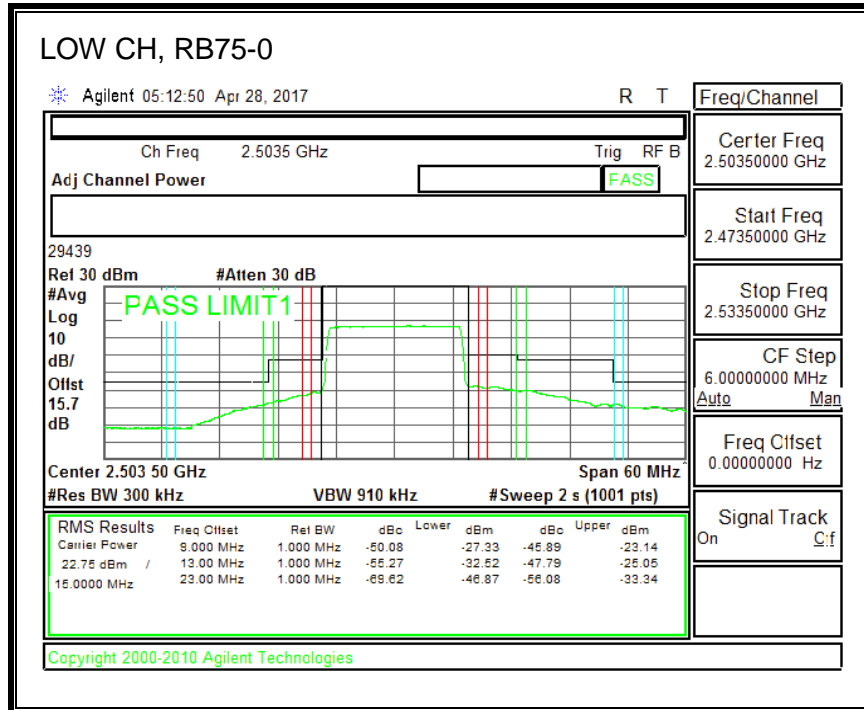 LOW CH, RB75-0
Agilent 05:12:50 Apr 28, 2017 R T
Freq/Channel
Ch Freq 2.5035 GHz Trig RF B
Adj Channel Power PASS
Center Freq
2.50350000 GHz
Start Freq
2.47350000 GHz
Stop Freq
2.53350000 GHz
CF Step
6.00000000 MHz
Auto Man
Freq Offset
0.00000000 Hz
Signal Track
On Off
29439
Ref 30 dBm #Atten 30 dB
#Avg
Log
10
dB/
Offst
15.7
dB
PASS LIMIT1
Center 2.503 50 GHz Span 60 MHz
#Res BW 300 kHz VBW 910 kHz #Sweep 2 s (1001 pts)
RMS Results Freq Offset Ref BW dBc Lower dBm dBc Upper dBm
Carrier Power 9.000 MHz 1.000 MHz -50.08 -27.33 -45.89 -23.14
22.75 dBm / 13.00 MHz 1.000 MHz -55.27 -32.52 -47.79 -25.05
15.0000 MHz 23.00 MHz 1.000 MHz -69.62 -46.87 -56.08 -33.34
Copyright 2000-2010 Agilent Technologies